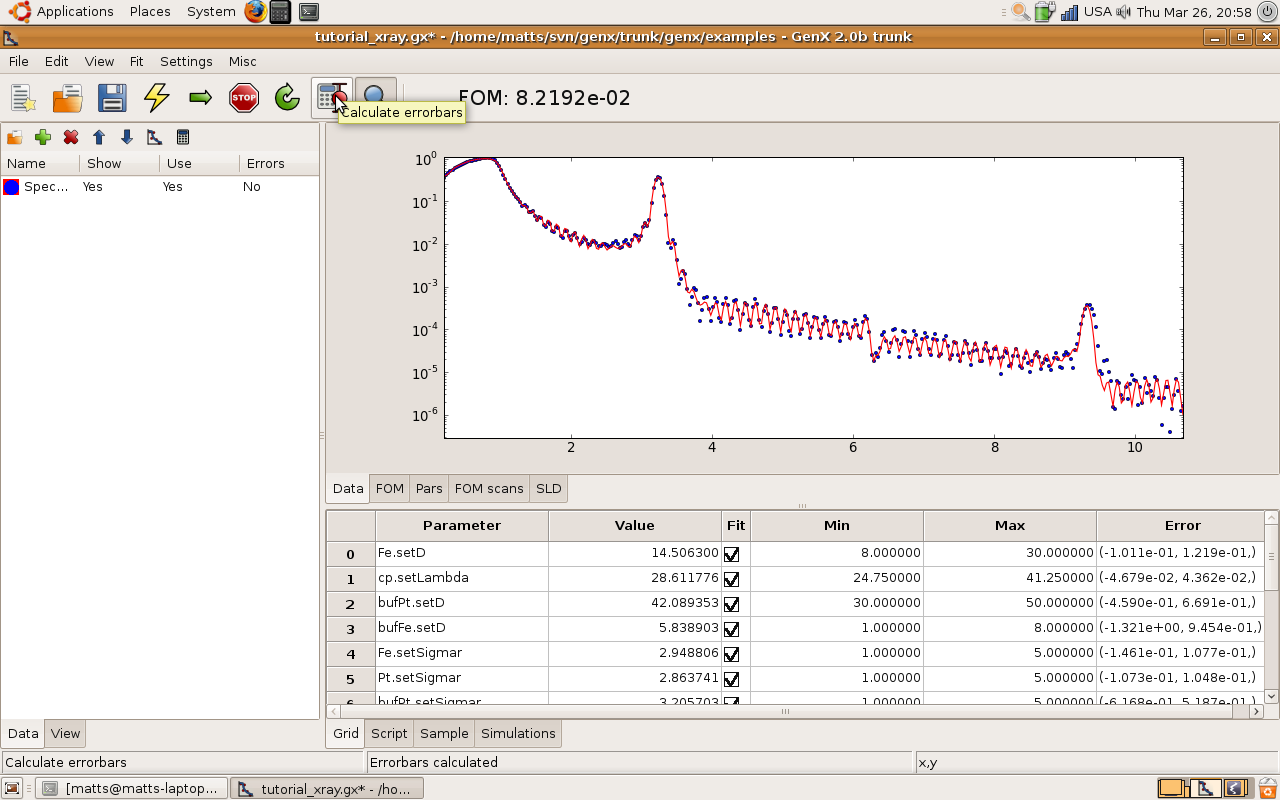 Applications Places System USA Thu Mar 26, 20:58
tutorial_xray.gx* - /home/matts/svn/genx/trunk/genx/examples - GenX 2.0b trunk
File Edit View Fit Settings Misc
STOP FOM: 8.2192e-02
Calculate errorbars
Name Show Use Errors
Spec... Yes Yes No
10^0
10^-1
10^-2
10^-3
10^-4
10^-5
10^-6
2 4 6 8 10
Data FOM Pars FOM scans SLD
Parameter Value Fit Min Max Error
0 Fe.setD 14.506300 8.000000 30.000000 (-1.011e-01, 1.219e-01,)
1 cp.setLambda 28.611776 24.750000 41.250000 (-4.679e-02, 4.362e-02,)
2 bufPt.setD 42.089353 30.000000 50.000000 (-4.590e-01, 6.691e-01,)
3 bufFe.setD 5.838903 1.000000 8.000000 (-1.321e+00, 9.454e-01,)
4 Fe.setSigmar 2.948806 1.000000 5.000000 (-1.461e-01, 1.077e-01,)
5 Pt.setSigmar 2.863741 1.000000 5.000000 (-1.073e-01, 1.048e-01,)
6 bufPt.setSigmar 3.205703 1.000000 5.000000 (-6.168e-01, 5.187e-01,)
Data View Grid Script Sample Simulations
Calculate errorbars Errorbars calculated x,y
[matts@matts-laptop... tutorial_xray.gx* - /ho...